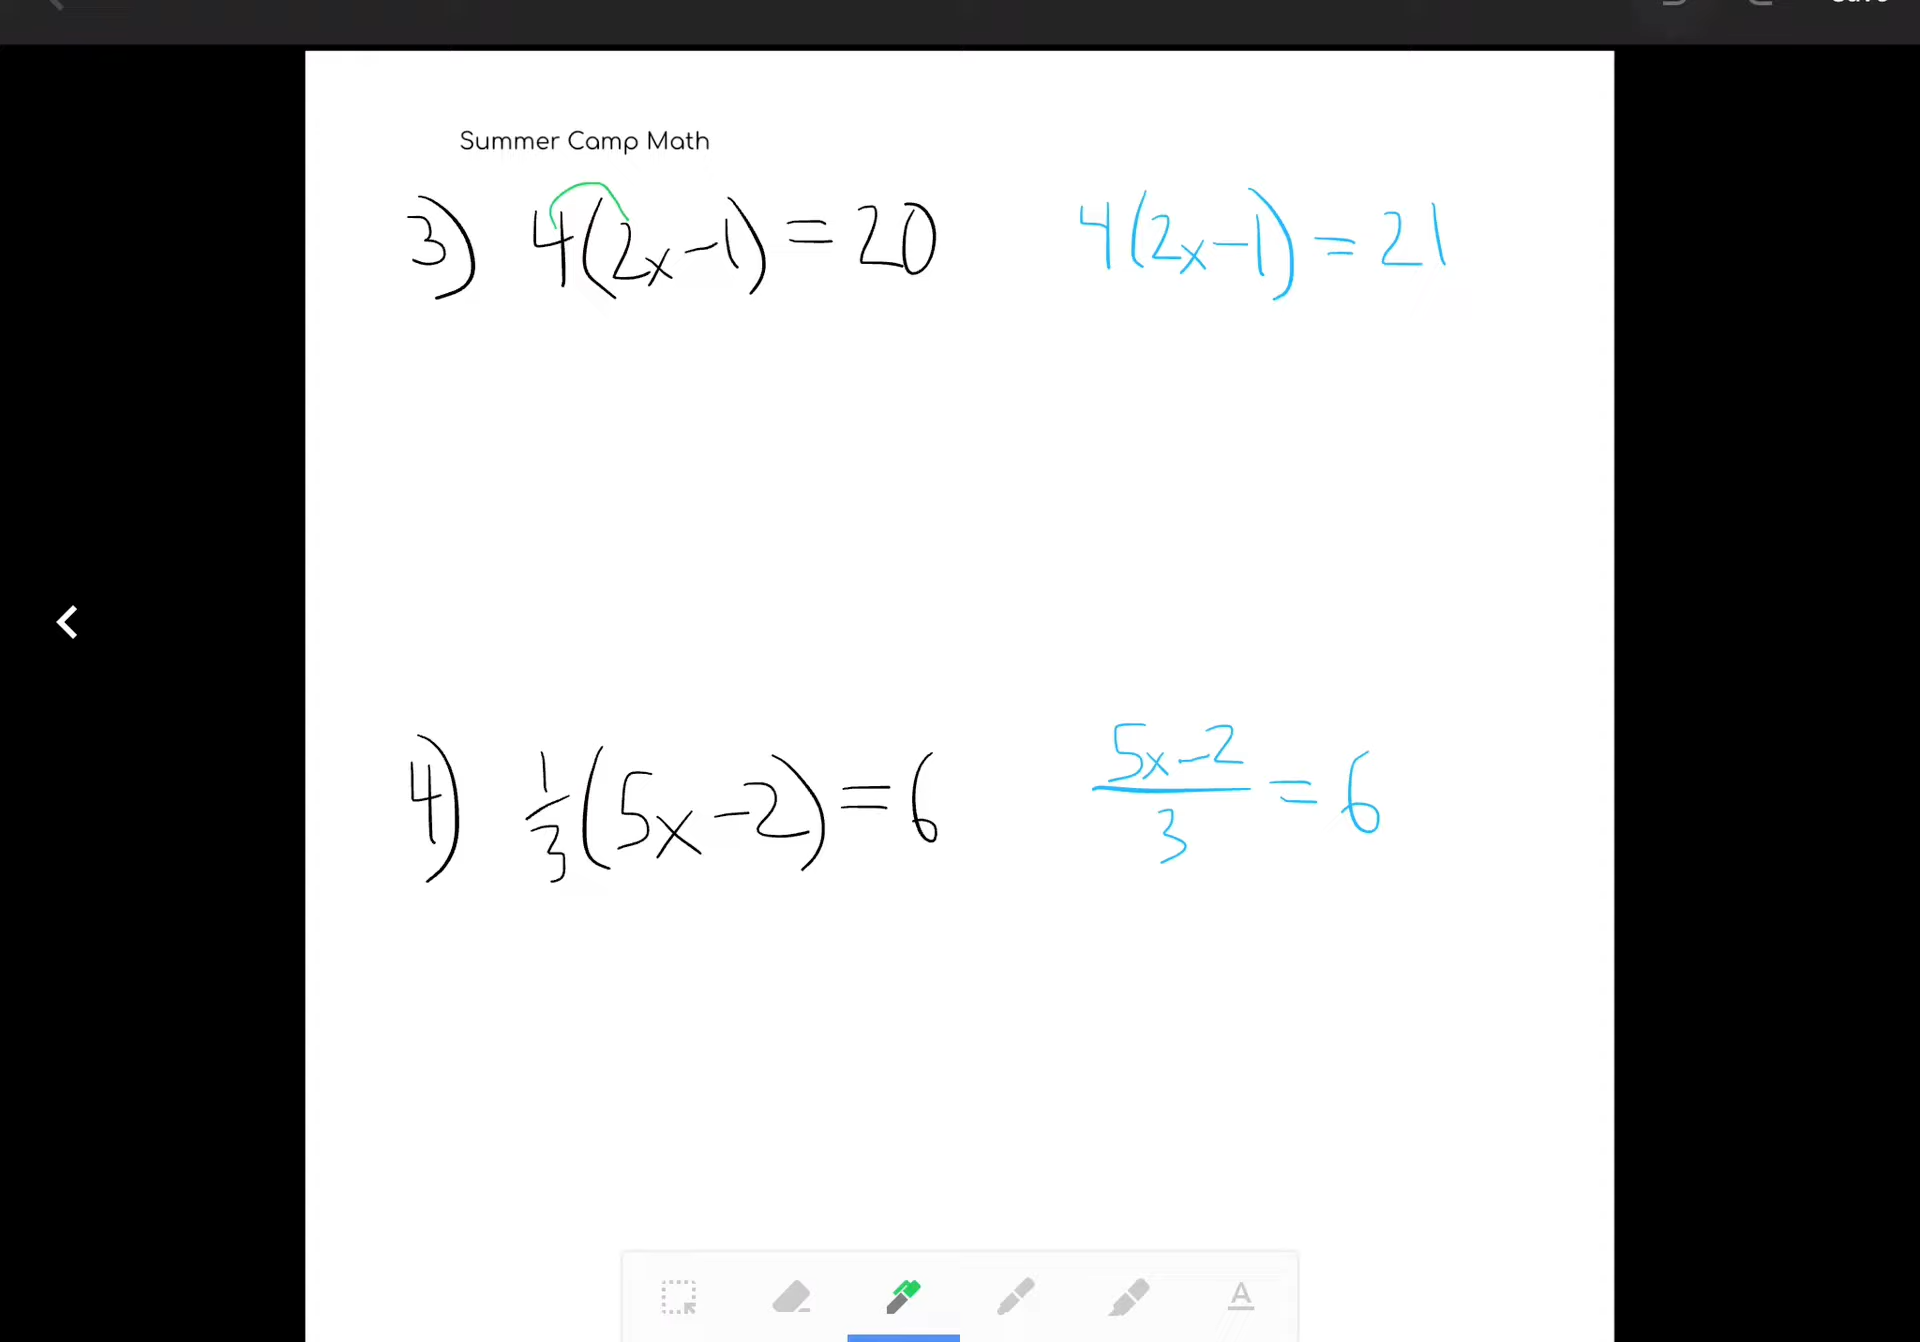 Summer Camp Math
3) 4(2x-1) = 20
4(2x-1) = 21
4) 1/3(5x-2) = 6
5x-2/3 = 6
A